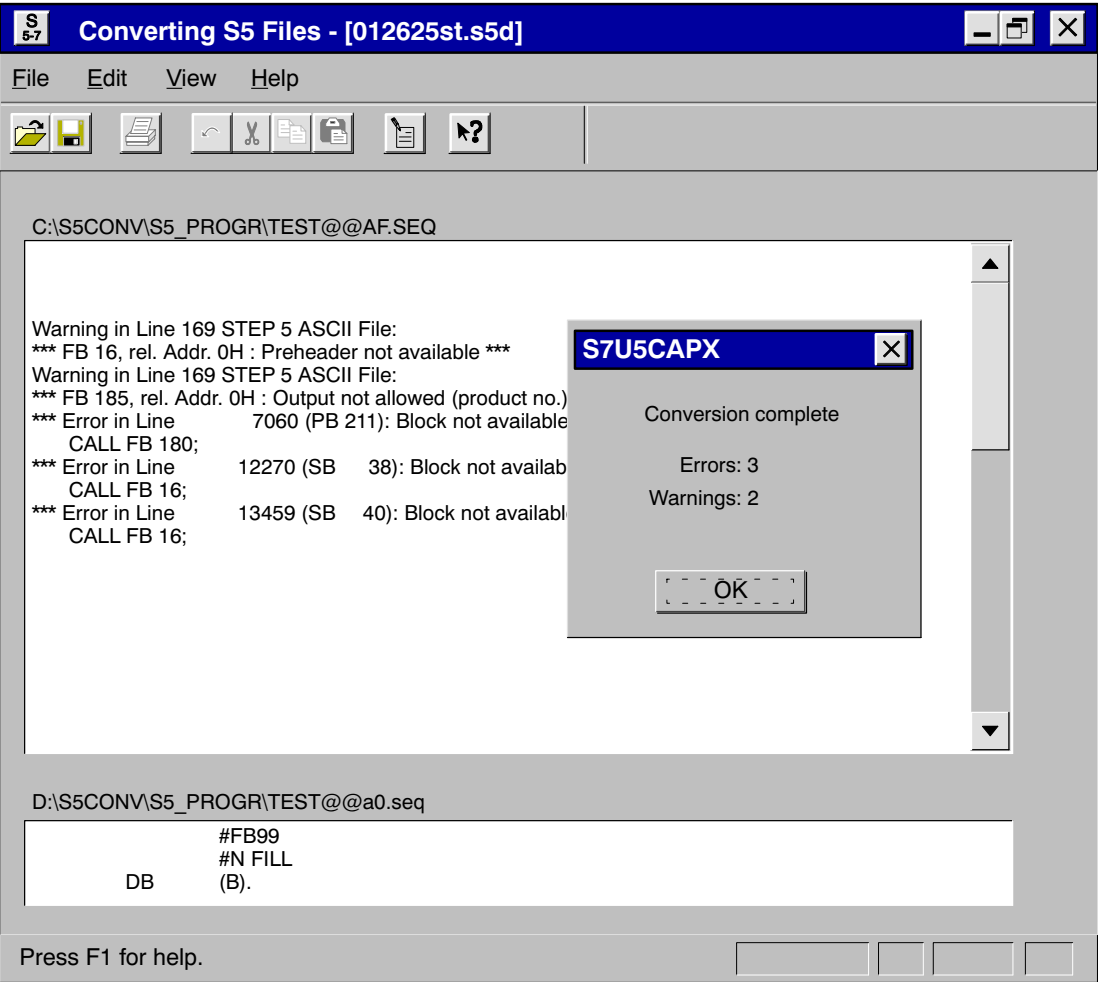 S
5-7
Converting S5 Files - [012625st.s5d]
File Edit View Help
?
C:\S5CONV\S5_PROGR\TEST@@AF.SEQ
Warning in Line 169 STEP 5 ASCII File:
*** FB 16, rel. Addr. 0H : Preheader not available ***
Warning in Line 169 STEP 5 ASCII File:
*** FB 185, rel. Addr. 0H : Output not allowed (product no.)
*** Error in Line 7060 (PB 211): Block not available
CALL FB 180;
*** Error in Line 12270 (SB 38): Block not availab
CALL FB 16;
*** Error in Line 13459 (SB 40): Block not availabl
CALL FB 16;
S7U5CAPX
Conversion complete
Errors: 3
Warnings: 2
OK
D:\S5CONV\S5_PROGR\TEST@@a0.seq
#FB99
#N FILL
DB (B).
Press F1 for help.